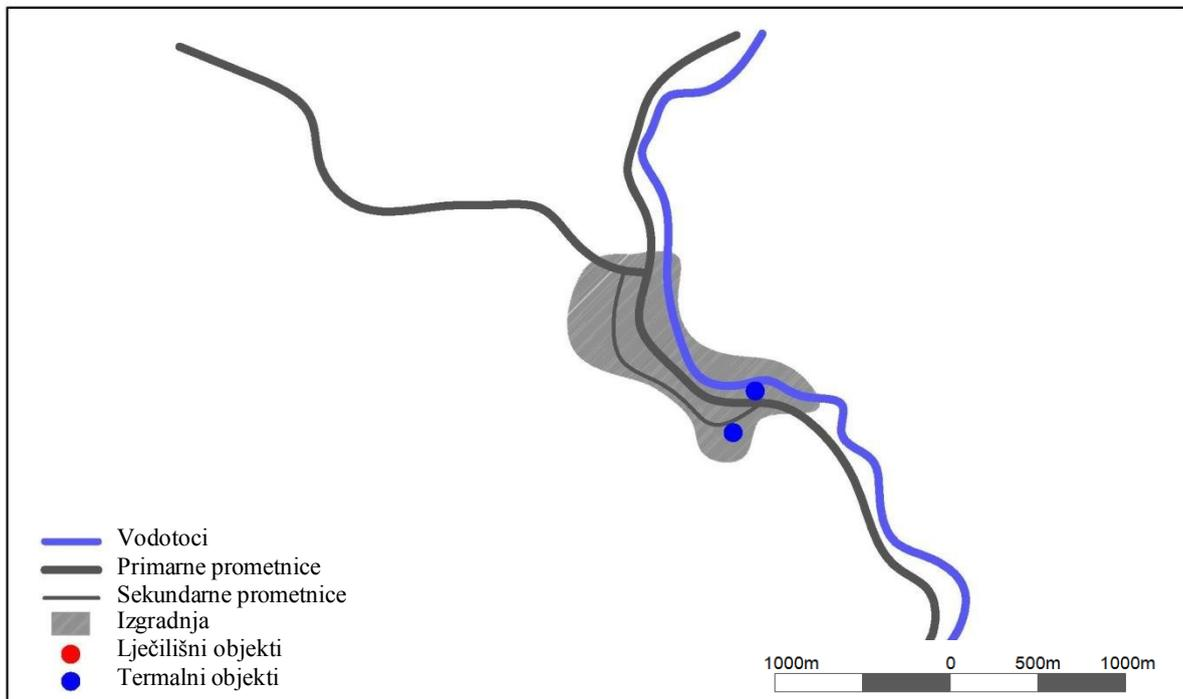 Vodotoci
Primarne prometnice
Sekundarne prometnice
Izgradnja
Lječilišni objekti
Termalni objekti
1000m 0 500m 1000m